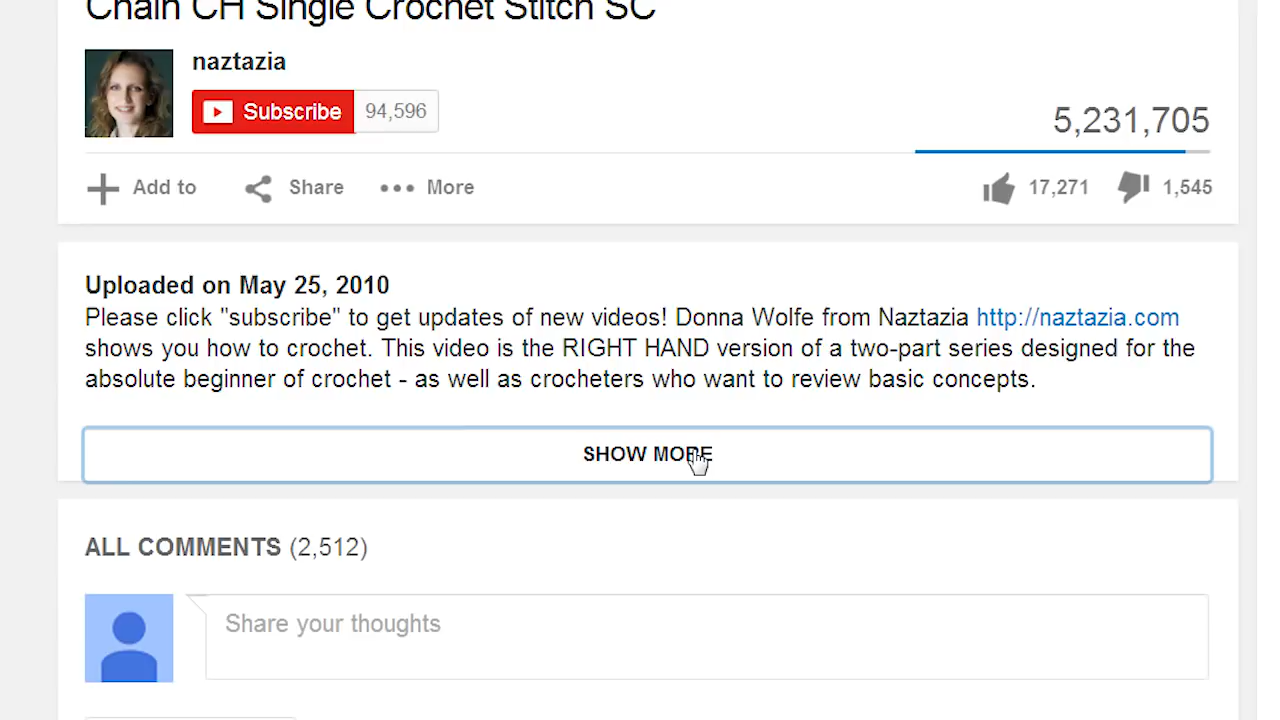 Chain CH Single Crochet Stitch SC
naztazia
Subscribe 94,596
5,231,705
Add to Share More 17,271 1,545
Uploaded on May 25, 2010
Please click "subscribe" to get updates of new videos! Donna Wolfe from Naztazia http://naztazia.com
shows you how to crochet. This video is the RIGHT HAND version of a two-part series designed for the
absolute beginner of crochet - as well as crocheters who want to review basic concepts.
SHOW MORE
ALL COMMENTS (2,512)
Share your thoughts